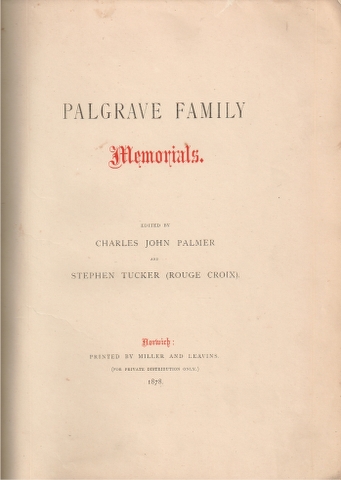 PALGRAVE FAMILY
Memorials.
EDITED BY
CHARLES JOHN PALMER
AND
STEPHEN TUCKER (ROUGE CROIX).
Norwich:
PRINTED BY MILLER AND LEAVINS.
(FOR PRIVATE DISTRIBUTION ONLY.)
1878.